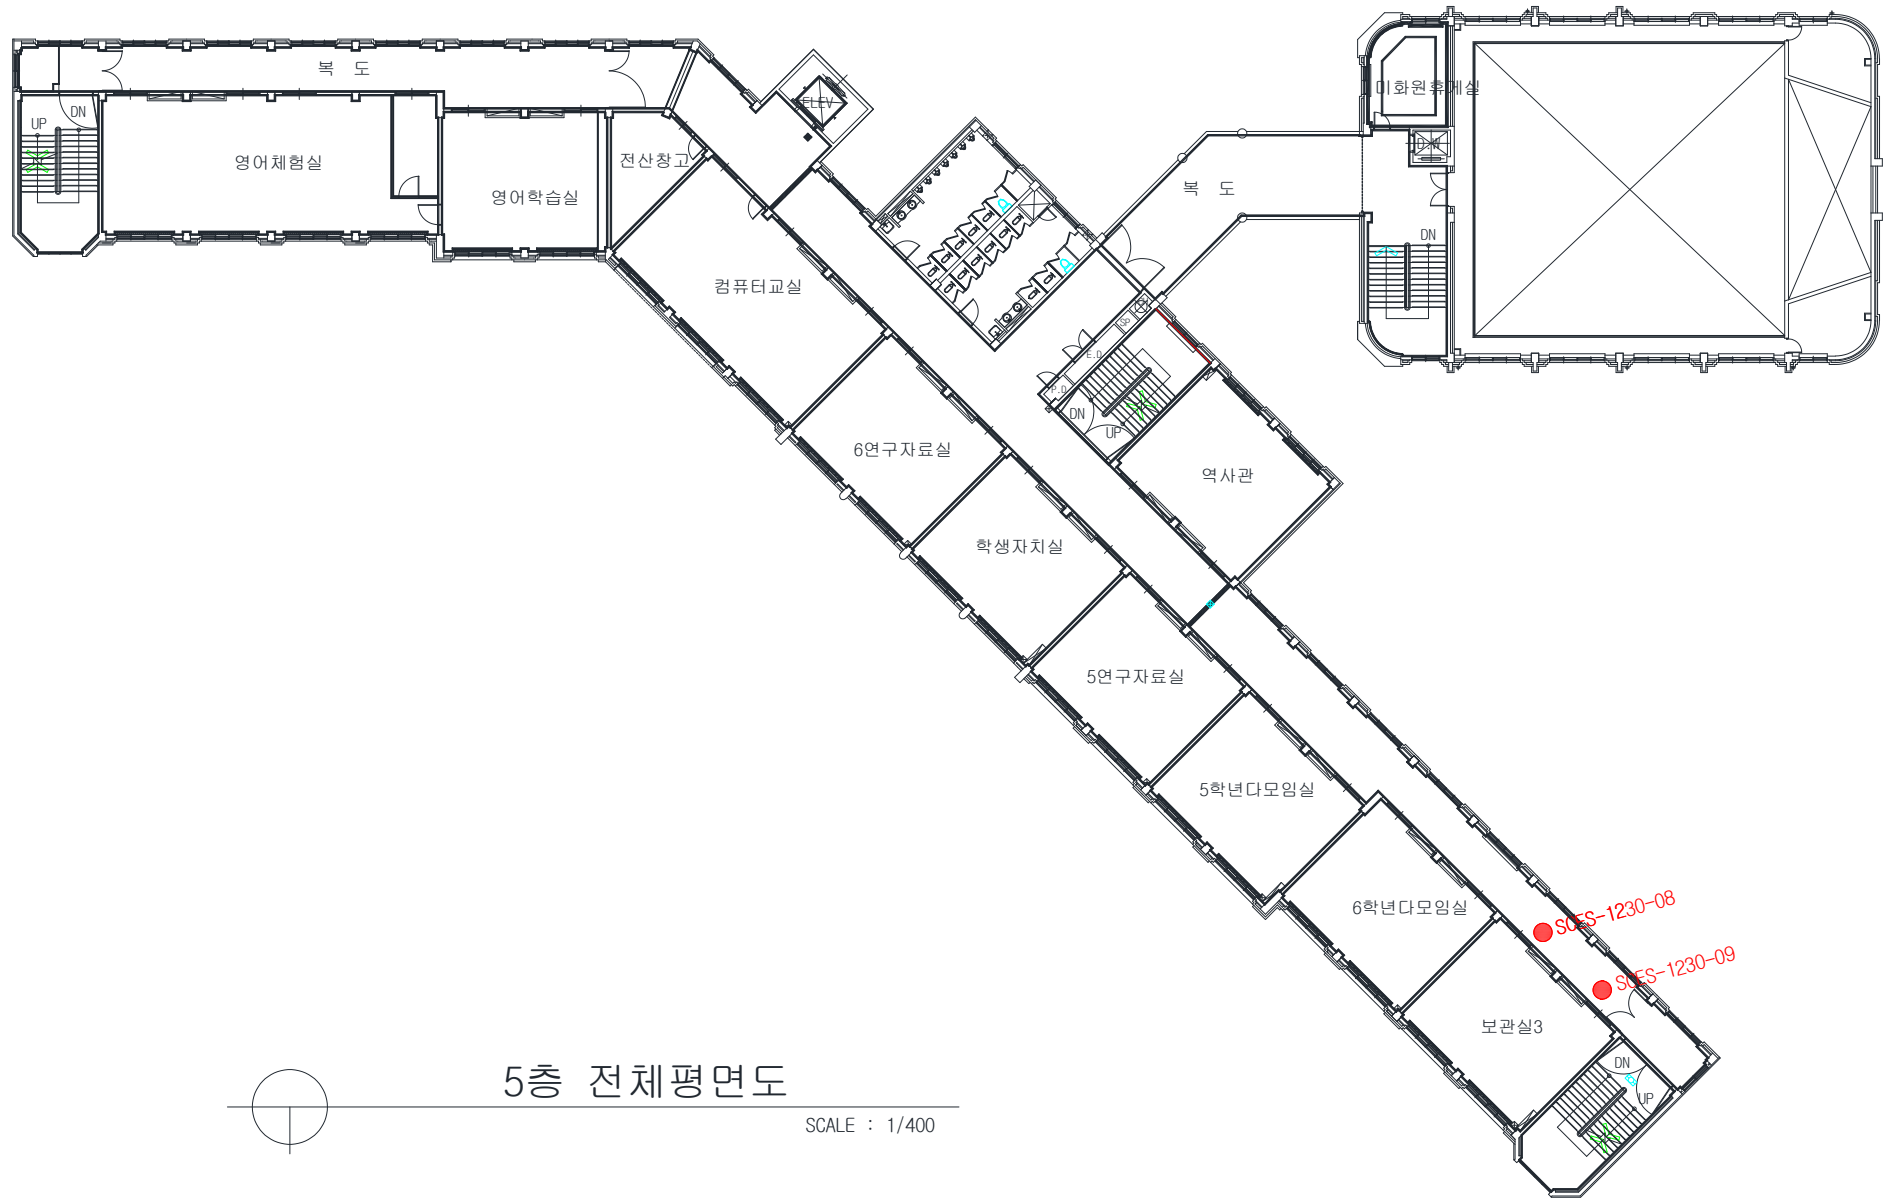 복 도
ELEV
미화원휴게실
UP
DN
영어체험실
영어학습실
전산창고
D.W
복 도
DN
컴퓨터교실
SP
E.D
P.D
DN
UP
6연구자료실
역사관
학생자치실
5연구자료실
5학년다모임실
6학년다모임실
SCES-1230-08
SCES-1230-09
보관실3
DN
UP
5층 전체평면도
SCALE : 1/400